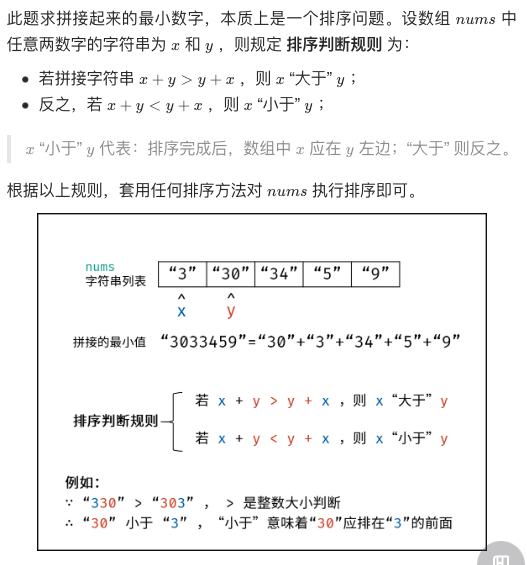 此题求拼接起来的最小数字，本质上是一个排序问题。设数组 nums 中
任意两数字的字符串为 x 和 y ，则规定 排序判断规则 为：
若拼接字符串 x + y > y + x ，则 x “大于” y ；
反之，若 x + y < y + x ，则 x “小于” y ；
x “小于” y 代表：排序完成后，数组中 x 应在 y 左边；“大于” 则反之。
根据以上规则，套用任何排序方法对 nums 执行排序即可。
nums
字符串列表 “3” “30” “34” “5” “9”
^ ^
x y
拼接的最小值 “3033459”=“30”+“3”+“34”+“5”+“9”
若 x + y > y + x ，则 x “大于” y
排序判断规则
若 x + y < y + x ，则 x “小于” y
例如：
∵ “330” > “303” ， > 是整数大小判断
∴ “30” 小于 “3” ，“小于” 意味着“30”应排在“3”的前面